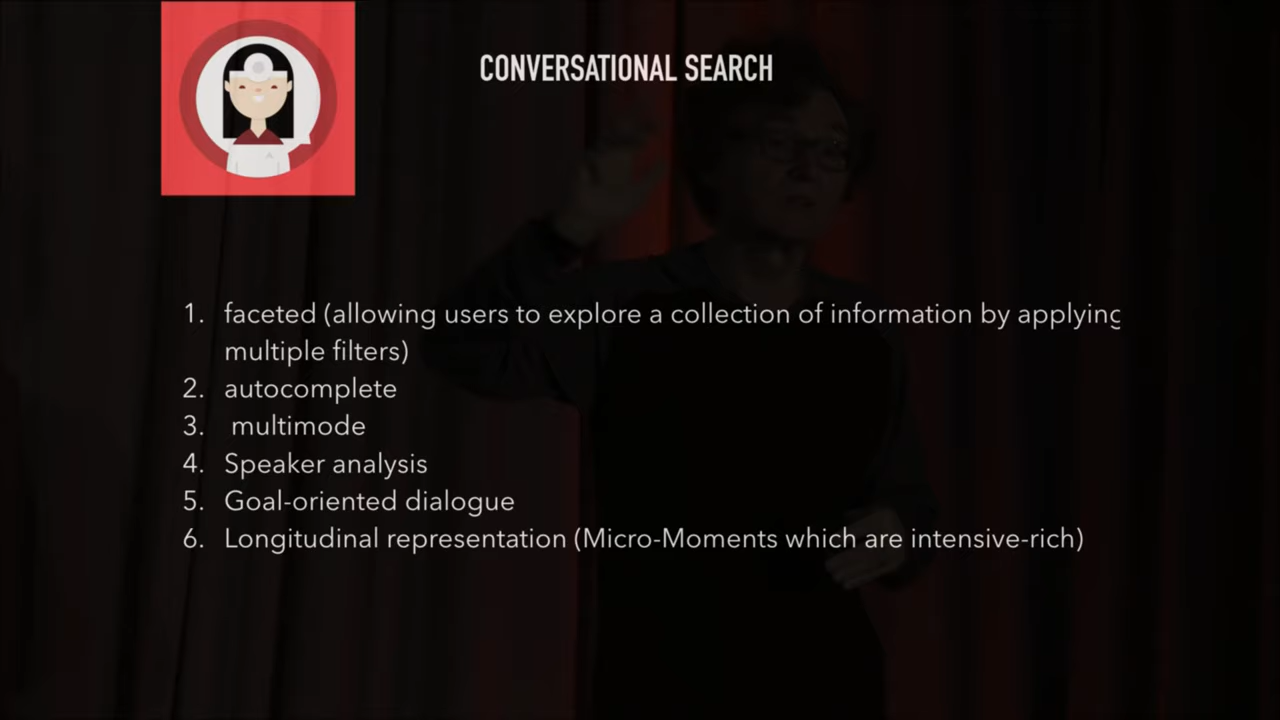 CONVERSATIONAL SEARCH
1. faceted (allowing users to explore a collection of information by applying
multiple filters)
2. autocomplete
3. multimode
4. Speaker analysis
5. Goal-oriented dialogue
6. Longitudinal representation (Micro-Moments which are intensive-rich)